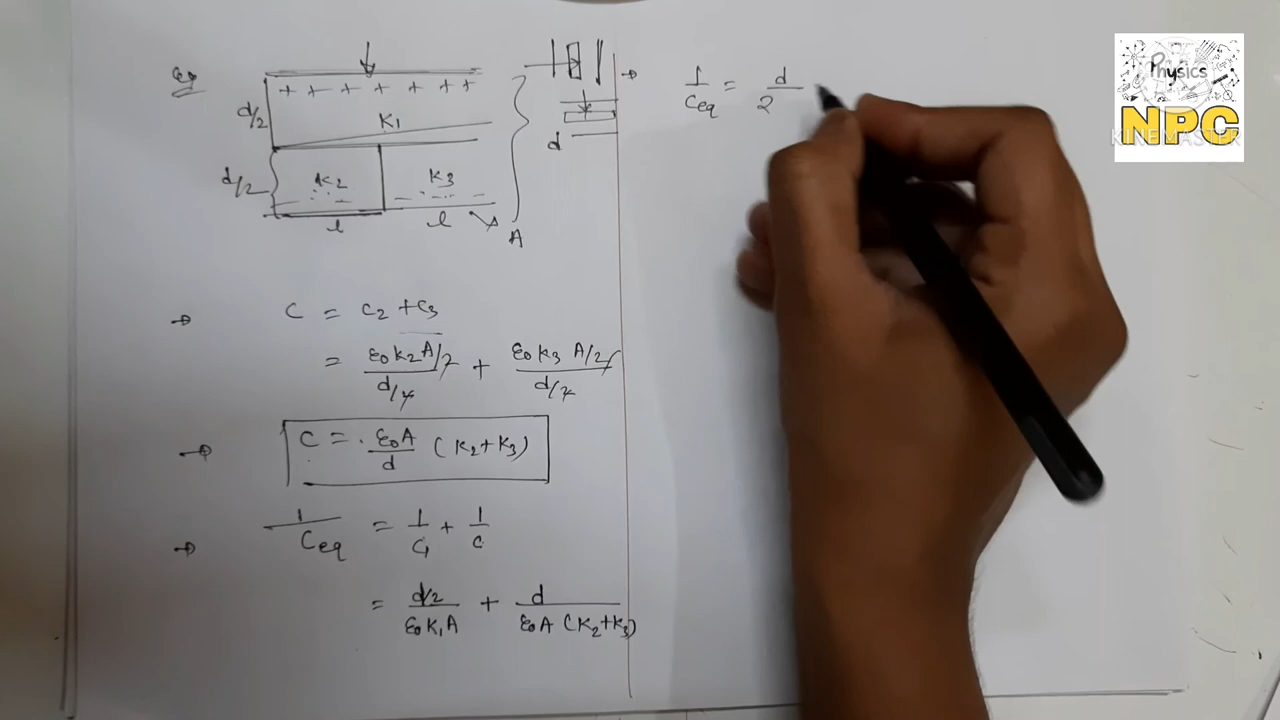 eg
+ + + + + + +
d/2
K1
d/2
K2
K3
l
l
A
d
→ C = C2 + C3
= ε0 K2 A/2 / d/2 + ε0 K3 A/2 / d/2
→ C = ε0A / d (K2+K3)
→ 1 / Ceq = 1 / C1 + 1 / C
= d/2 / ε0 K1 A + d / ε0 A (K2+K3)
→ 1 / Ceq = d / 2
Physics
NPC
KINEMASTER